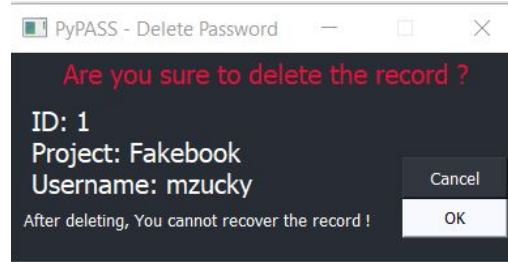 PyPASS - Delete Password
Are you sure to delete the record ?
ID: 1
Project: Fakebook
Username: mzucky
Cancel
After deleting, You cannot recover the record !
OK